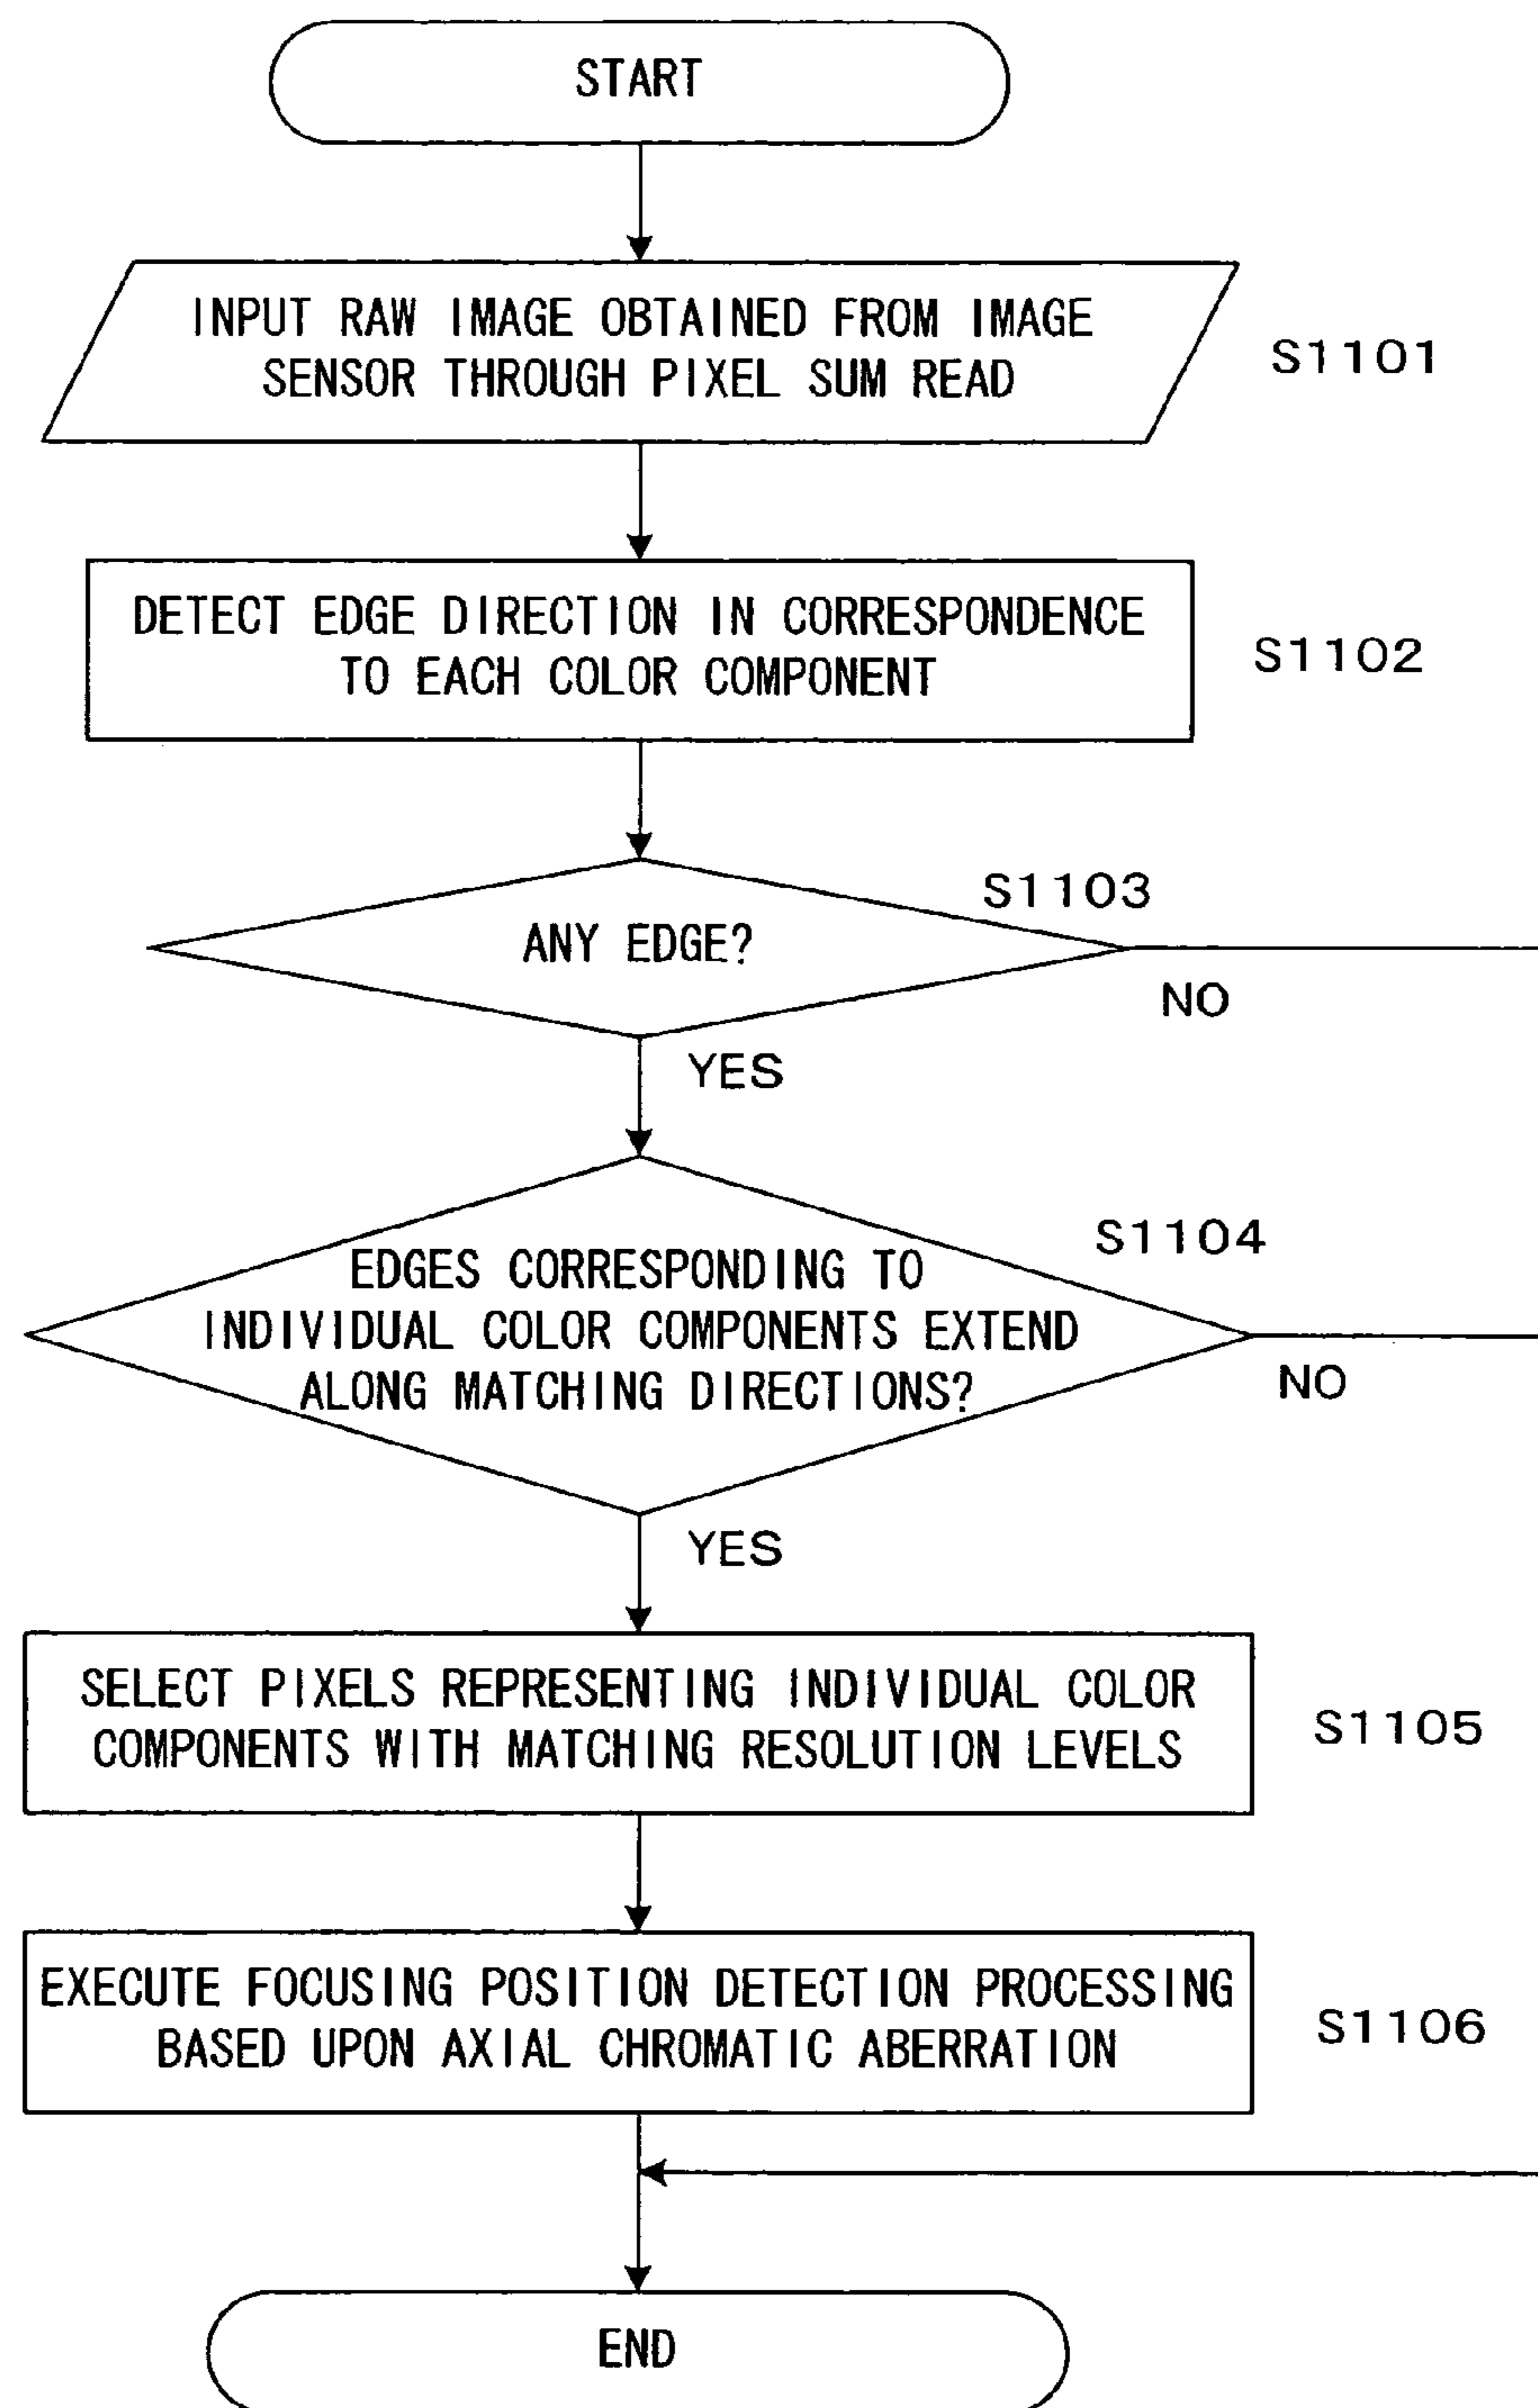 START
INPUT RAW IMAGE OBTAINED FROM IMAGE
SENSOR THROUGH PIXEL SUM READ
S1101
DETECT EDGE DIRECTION IN CORRESPONDENCE
TO EACH COLOR COMPONENT
S1102
S1103
ANY EDGE?
NO
YES
S1104
EDGES CORRESPONDING TO
INDIVIDUAL COLOR COMPONENTS EXTEND
ALONG MATCHING DIRECTIONS?
NO
YES
SELECT PIXELS REPRESENTING INDIVIDUAL COLOR
COMPONENTS WITH MATCHING RESOLUTION LEVELS
S1105
EXECUTE FOCUSING POSITION DETECTION PROCESSING
BASED UPON AXIAL CHROMATIC ABERRATION
S1106
END